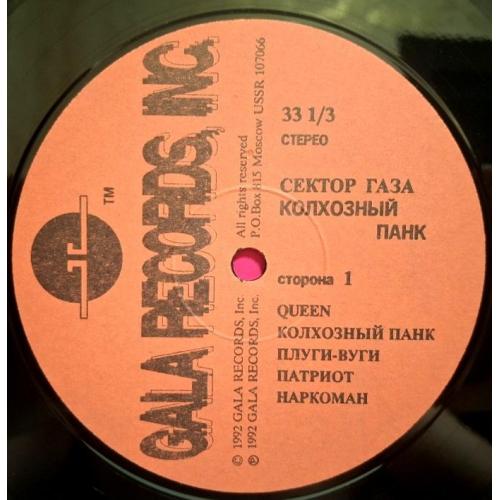 GALA RECORDS, INC.
TM
All rights reserved
P.O.Box 815 Moscow USSR 107066
© 1992 GALA RECORDS, Inc.
℗ 1992 GALA RECORDS, Inc.
33 1/3
СТЕРЕО
СЕКТОР ГАЗА
КОЛХОЗНЫЙ
ПАНК
сторона 1
QUEEN
КОЛХОЗНЫЙ ПАНК
ПЛУГИ-ВУГИ
ПАТРИОТ
НАРКОМАН